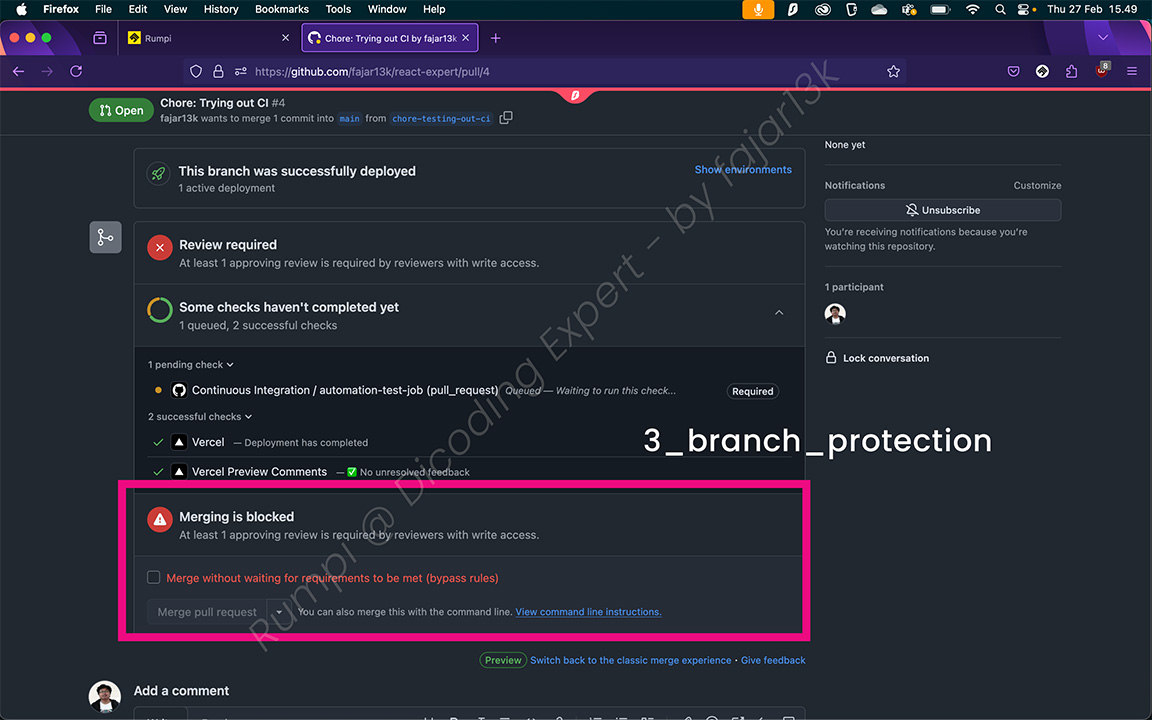 Firefox File Edit View History Bookmarks Tools Window Help Thu 27 Feb 15.49
Rumpi
Chore: Trying out CI by fajar13k
https://github.com/fajar13k/react-expert/pull/4
8
Open
Chore: Trying out CI #4
fajar13k wants to merge 1 commit into main from chore-testing-out-ci
This branch was successfully deployed
1 active deployment
Show environments
Review required
At least 1 approving review is required by reviewers with write access.
Some checks haven't completed yet
1 queued, 2 successful checks
1 pending check
Continuous Integration / automation-test-job (pull_request) Queued — Waiting to run this check...
Required
2 successful checks
Vercel — Deployment has completed
Vercel Preview Comments — ✅ No unresolved feedback
Merging is blocked
At least 1 approving review is required by reviewers with write access.
Merge without waiting for requirements to be met (bypass rules)
Merge pull request
You can also merge this with the command line. View command line instructions.
Preview Switch back to the classic merge experience • Give feedback
Add a comment
None yet
Notifications Customize
Unsubscribe
You're receiving notifications because you're
watching this repository.
1 participant
Lock conversation
3_branch_protection
Rumpi @ Dicoding Expert - by fajar13k